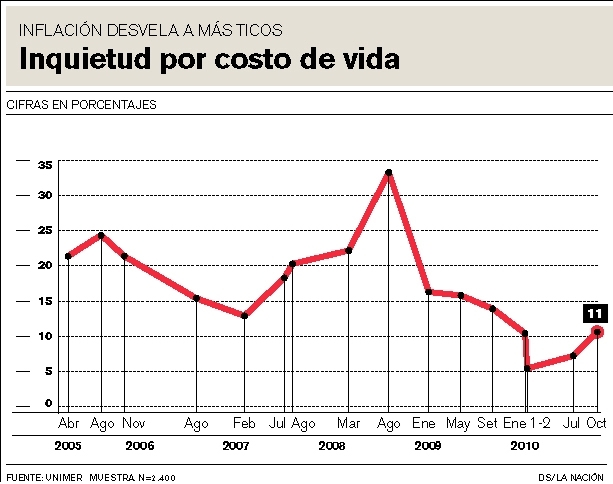 INFLACIÓN DESVELA A MÁS TICOS
Inquietud por costo de vida
CIFRAS EN PORCENTAJES
35
30
25
20
15
11
10
5
0
Abr Ago Nov Ago Feb Jul Ago Mar Ago Ene May Set Ene 1-2 Jul Oct
2005 2006 2007 2008 2009 2010
FUENTE: UNIMER MUESTRA N=2.400 DS/LA NACIÓN